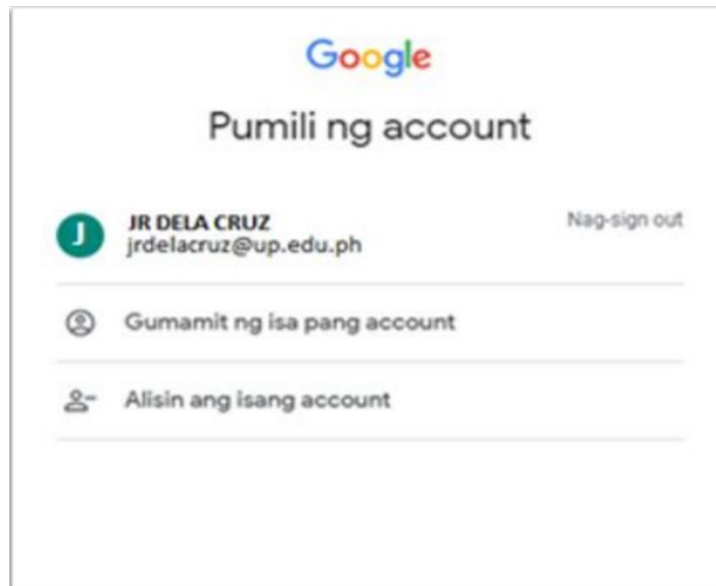 Google
Pumili ng account
J
JR DELA CRUZ
Nag-sign out
jrdelacruz@up.edu.ph
Gumamit ng isa pang account
Alisin ang isang account